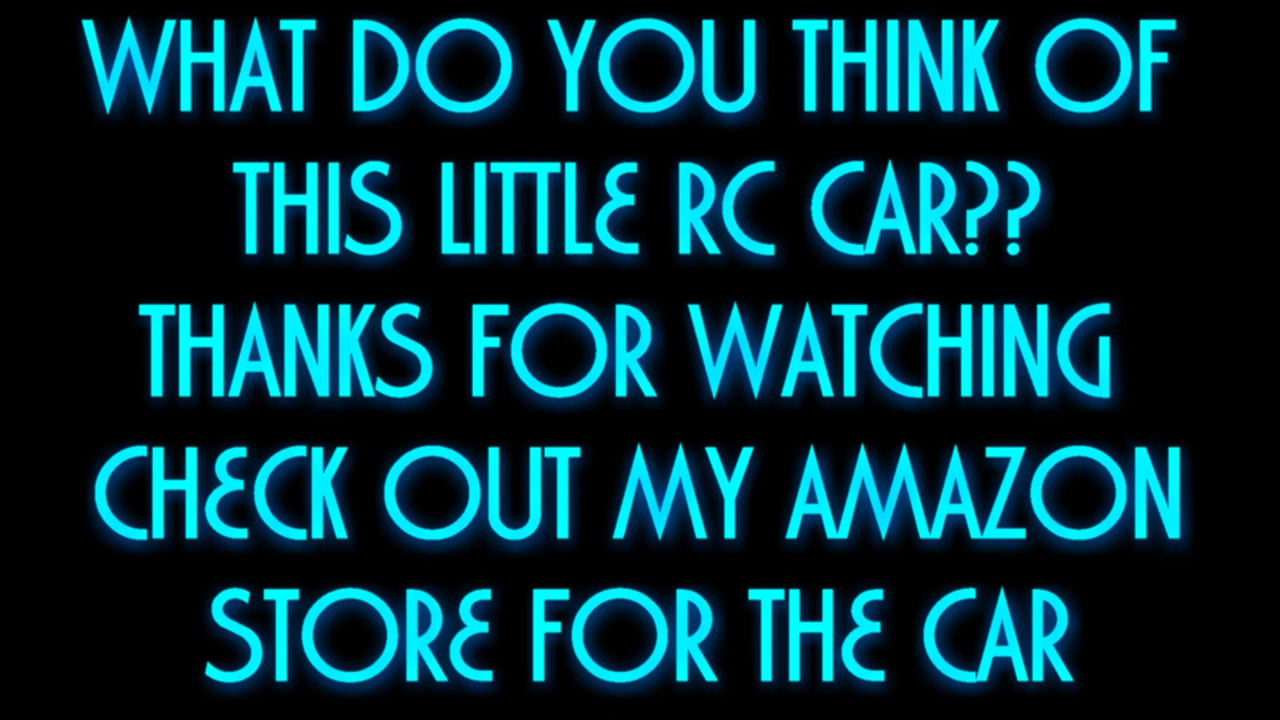 WHAT DO YOU THINK OF
THIS LITTLE RC CAR??
THANKS FOR WATCHING
CHECK OUT MY AMAZON
STORE FOR THE CAR